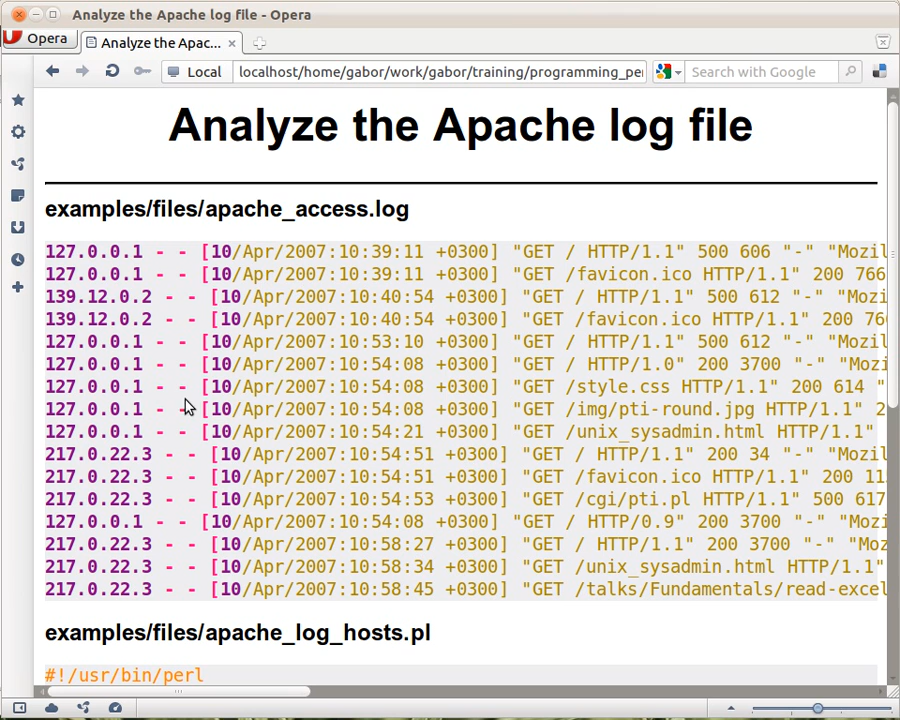 Analyze the Apache log file - Opera
Opera
Analyze the Apac...
Local
localhost/home/gabor/work/gabor/training/programming_pe
Search with Google
Analyze the Apache log file
examples/files/apache_access.log
127.0.0.1 - - [10/Apr/2007:10:39:11 +0300] "GET / HTTP/1.1" 500 606 "-" "Mozil
127.0.0.1 - - [10/Apr/2007:10:39:11 +0300] "GET /favicon.ico HTTP/1.1" 200 766
139.12.0.2 - - [10/Apr/2007:10:40:54 +0300] "GET / HTTP/1.1" 500 612 "-" "Mozi
139.12.0.2 - - [10/Apr/2007:10:40:54 +0300] "GET /favicon.ico HTTP/1.1" 200 766
127.0.0.1 - - [10/Apr/2007:10:53:10 +0300] "GET / HTTP/1.1" 500 612 "-" "Mozil
127.0.0.1 - - [10/Apr/2007:10:54:08 +0300] "GET / HTTP/1.0" 200 3700 "-" "Mozi
127.0.0.1 - - [10/Apr/2007:10:54:08 +0300] "GET /style.css HTTP/1.1" 200 614 "
127.0.0.1 - - [10/Apr/2007:10:54:08 +0300] "GET /img/pti-round.jpg HTTP/1.1" 2
127.0.0.1 - - [10/Apr/2007:10:54:21 +0300] "GET /unix_sysadmin.html HTTP/1.1"
217.0.22.3 - - [10/Apr/2007:10:54:51 +0300] "GET / HTTP/1.1" 200 34 "-" "Mozil
217.0.22.3 - - [10/Apr/2007:10:54:51 +0300] "GET /favicon.ico HTTP/1.1" 200 11
217.0.22.3 - - [10/Apr/2007:10:54:53 +0300] "GET /cgi/pti.pl HTTP/1.1" 500 617
127.0.0.1 - - [10/Apr/2007:10:54:08 +0300] "GET / HTTP/0.9" 200 3700 "-" "Mozi
217.0.22.3 - - [10/Apr/2007:10:58:27 +0300] "GET / HTTP/1.1" 200 3700 "-" "Moz
217.0.22.3 - - [10/Apr/2007:10:58:34 +0300] "GET /unix_sysadmin.html HTTP/1.1"
217.0.22.3 - - [10/Apr/2007:10:58:45 +0300] "GET /talks/Fundamentals/read-excel
examples/files/apache_log_hosts.pl
#!/usr/bin/perl